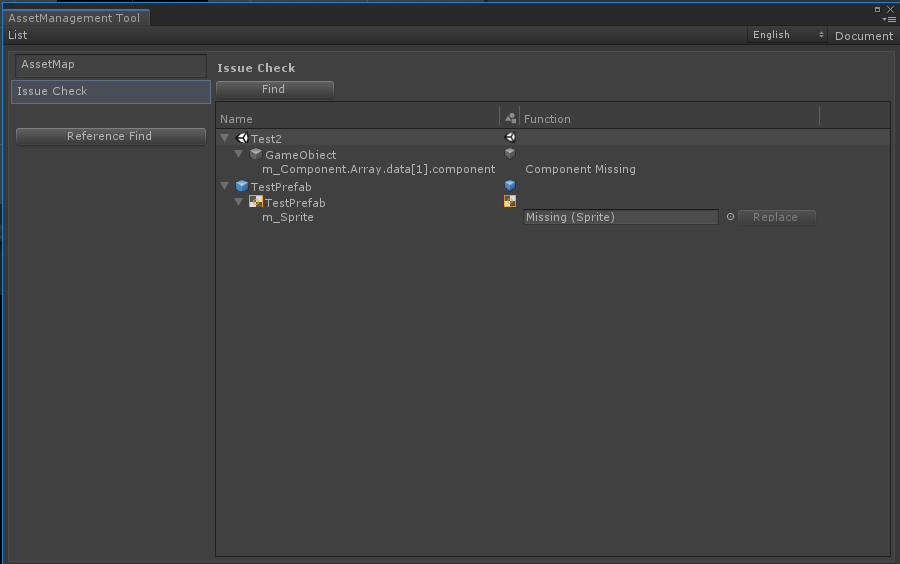 AssetManagement Tool
List
English
Document
AssetMap
Issue Check
Reference Find
Issue Check
Find
Name
Function
Test2
GameObject
m_Component.Array.data[1].component
Component Missing
TestPrefab
TestPrefab
m_Sprite
Missing (Sprite)
Replace